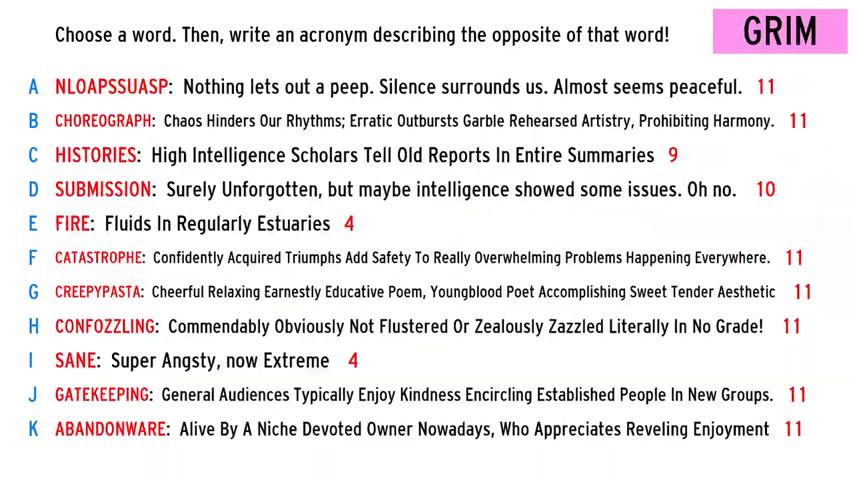 Choose a word. Then, write an acronym describing the opposite of that word!
GRIM
A NLOAPSSUASP: Nothing lets out a peep. Silence surrounds us. Almost seems peaceful. 11
B CHOREOGRAPH: Chaos Hinders Our Rhythms; Erratic Outbursts Garble Rehearsed Artistry, Prohibiting Harmony. 11
C HISTORIES: High Intelligence Scholars Tell Old Reports In Entire Summaries 9
D SUBMISSION: Surely Unforgotten, but maybe intelligence showed some issues. Oh no. 10
E FIRE: Fluids In Regularly Estuaries 4
F CATASTROPHE: Confidently Acquired Triumphs Add Safety To Really Overwhelming Problems Happening Everywhere. 11
G CREEPYPASTA: Cheerful Relaxing Earnestly Educative Poem, Youngblood Poet Accomplishing Sweet Tender Aesthetic 11
H CONFOZZLING: Commendably Obviously Not Flustered Or Zealously Zazzled Literally In No Grade! 11
I SANE: Super Angsty, now Extreme 4
J GATEKEEPING: General Audiences Typically Enjoy Kindness Encircling Established People In New Groups. 11
K ABANDONWARE: Alive By A Niche Devoted Owner Nowadays, Who Appreciates Reveling Enjoyment 11